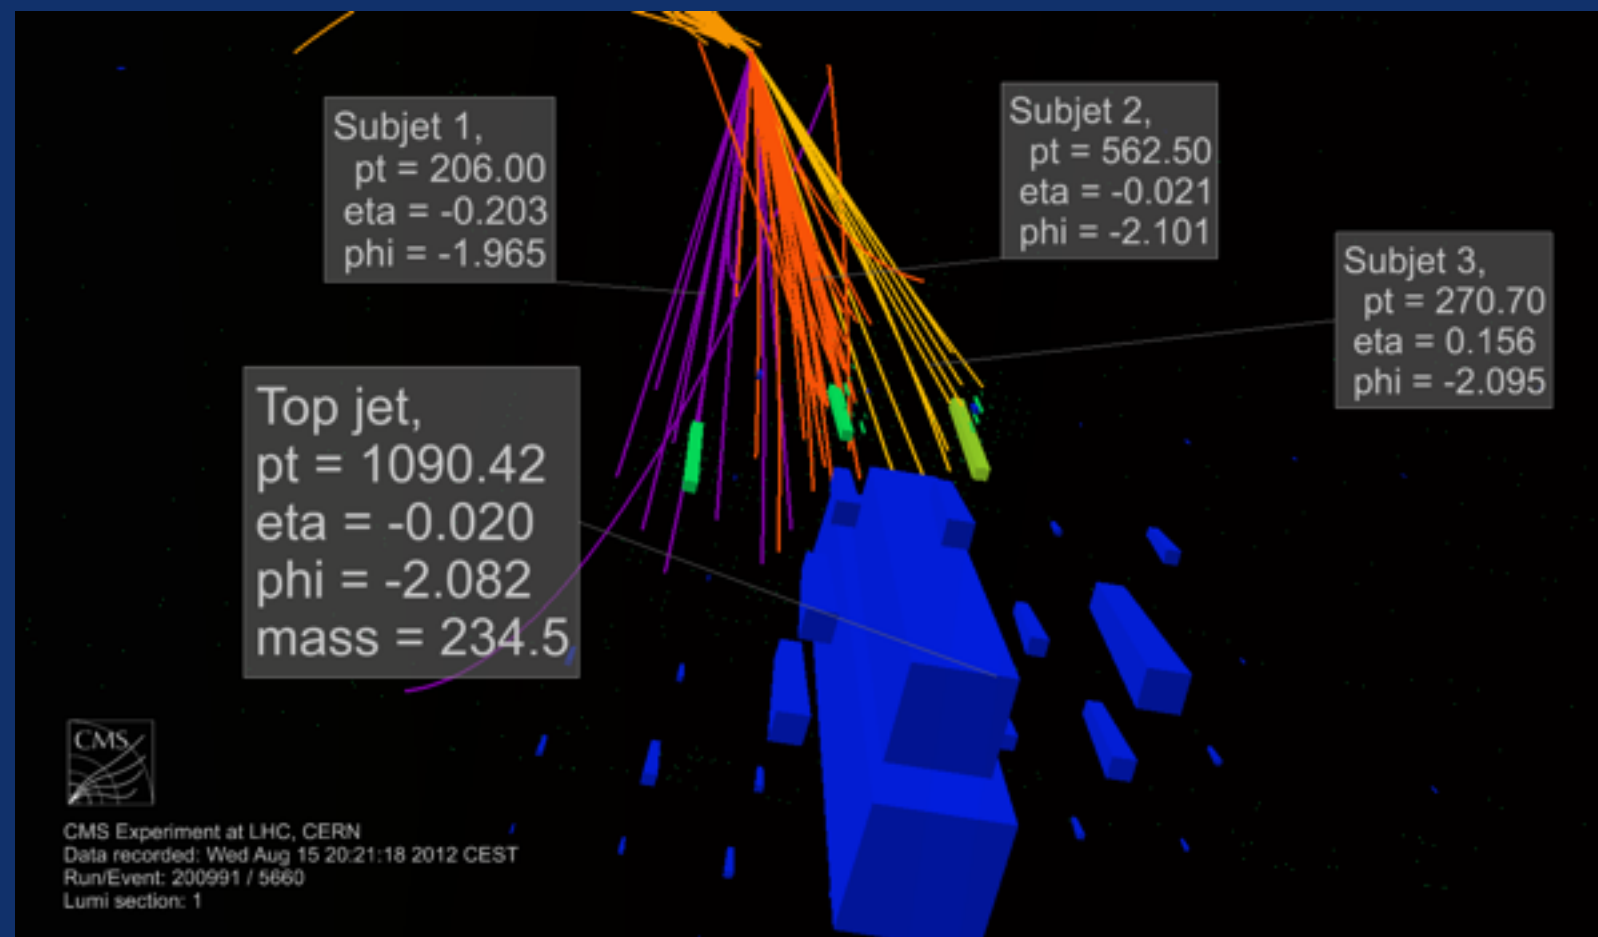 Subjet 1,
pt = 206.00
eta = -0.203
phi = -1.965
Subjet 2,
pt = 562.50
eta = -0.021
phi = -2.101
Subjet 3,
pt = 270.70
eta = 0.156
phi = -2.095
Top jet,
pt = 1090.42
eta = -0.020
phi = -2.082
mass = 234.5
CMS
CMS Experiment at LHC, CERN
Data recorded: Wed Aug 15 20:21:18 2012 CEST
Run/Event: 200991 / 5660
Lumi section: 1